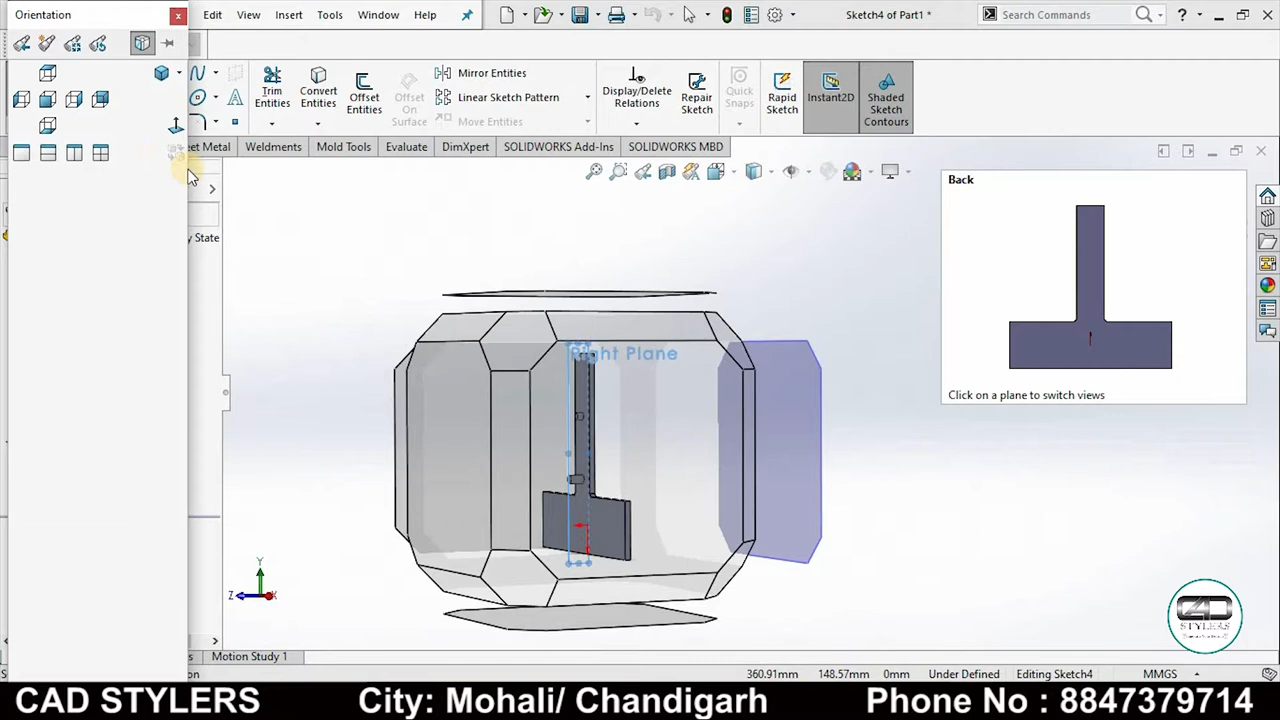 Orientation
Edit View Insert Tools Window Help
Sketch4 of Part1 *
Search Commands
Trim Entities
Convert Entities
Offset Entities
Offset On Surface
Mirror Entities
Linear Sketch Pattern
Move Entities
Display/Delete Relations
Repair Sketch
Quick Snaps
Rapid Sketch
Instant2D
Shaded Sketch Contours
eet Metal Weldments Mold Tools Evaluate DimXpert SOLIDWORKS Add-Ins SOLIDWORKS MBD
Back
y State
Right Plane
Click on a plane to switch views
Y
Z
X
STYLERS
Motion Study 1
360.91mm 148.57mm 0mm Under Defined Editing Sketch4 MMGS
CAD STYLERS City: Mohali/ Chandigarh Phone No : 8847379714